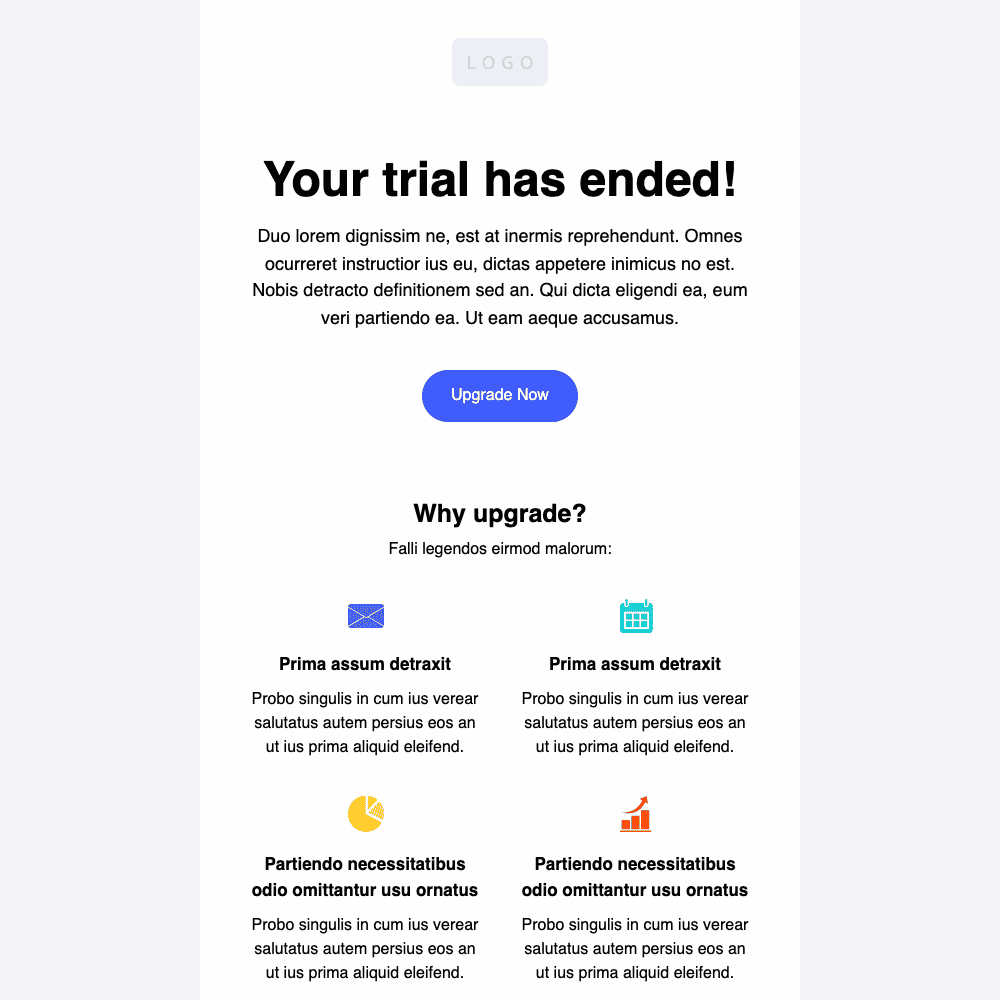 LOGO
Your trial has ended!
Duo lorem dignissim ne, est at inermis reprehendunt. Omnes
ocurreret instructior ius eu, dictas appetere inimicus no est.
Nobis detracto definitionem sed an. Qui dicta eligendi ea, eum
veri partiendo ea. Ut eam aeque accusamus.
Upgrade Now
Why upgrade?
Falli legendos eirmod malorum:
Prima assum detraxit
Probo singulis in cum ius verear
salutatus autem persius eos an
ut ius prima aliquid eleifend.
Prima assum detraxit
Probo singulis in cum ius verear
salutatus autem persius eos an
ut ius prima aliquid eleifend.
Partiendo necessitatibus
odio omittantur usu ornatus
Probo singulis in cum ius verear
salutatus autem persius eos an
ut ius prima aliquid eleifend.
Partiendo necessitatibus
odio omittantur usu ornatus
Probo singulis in cum ius verear
salutatus autem persius eos an
ut ius prima aliquid eleifend.